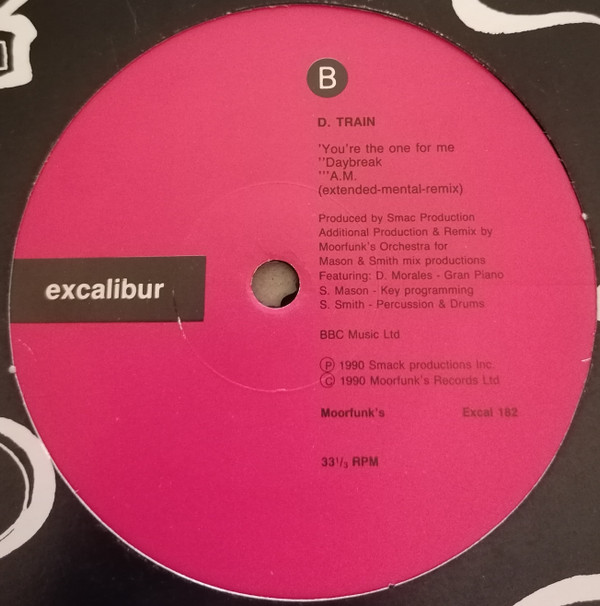 B
D. TRAIN
'You're the one for me
''Daybreak
'''A.M.
(extended-mental-remix)
Produced by Smac Production
Additional Production & Remix by
Moorfunk's Orchestra for
Mason & Smith mix productions
Featuring: D. Morales - Gran Piano
S. Mason - Key programming
S. Smith - Percussion & Drums
excalibur
BBC Music Ltd
Ⓟ 1990 Smack productions Inc.
Ⓒ 1990 Moorfunk's Records Ltd
Moorfunk's Excal 182
33⅓ RPM